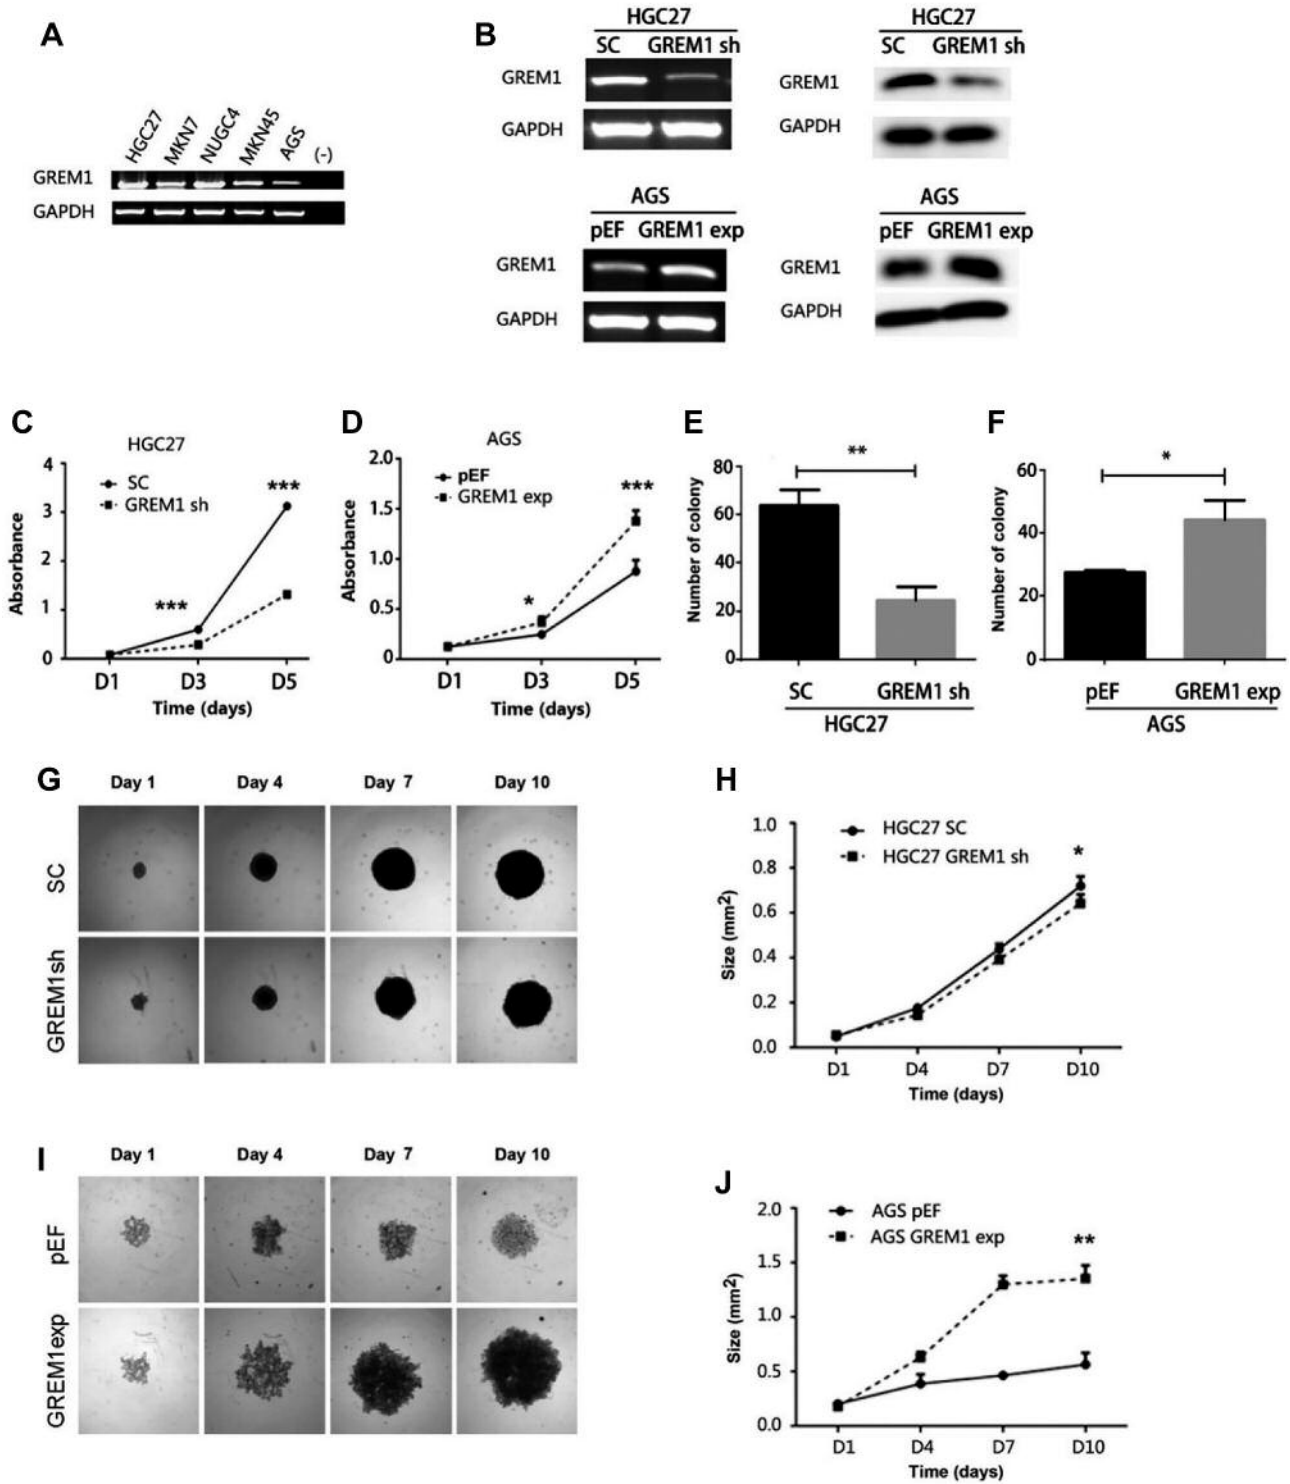 A
HGC27 MKN7 NUGC4 MKN45 AGS (-)
GREM1
GAPDH
B
HGC27
SC GREM1 sh
GREM1
GAPDH
HGC27
SC GREM1 sh
GREM1
GAPDH
AGS
pEF GREM1 exp
GREM1
GAPDH
AGS
pEF GREM1 exp
GREM1
GAPDH
C
HGC27
SC
GREM1 sh
Absorbance
4
3
2
1
0
***
***
D1 D3 D5
Time (days)
D
AGS
pEF
GREM1 exp
Absorbance
2.0
1.5
1.0
0.5
0
*
***
D1 D3 D5
Time (days)
E
Number of colony
80
60
40
20
0
**
SC GREM1 sh
HGC27
F
Number of colony
60
40
20
0
*
pEF GREM1 exp
AGS
G
Day 1 Day 4 Day 7 Day 10
SC
GREM1sh
H
HGC27 SC
HGC27 GREM1 sh
Size (mm2)
1.0
0.8
0.6
0.4
0.2
0.0
*
D1 D4 D7 D10
Time (days)
I
Day 1 Day 4 Day 7 Day 10
pEF
GREM1exp
J
AGS pEF
AGS GREM1 exp
Size (mm2)
2.0
1.5
1.0
0.5
0.0
**
D1 D4 D7 D10
Time (days)